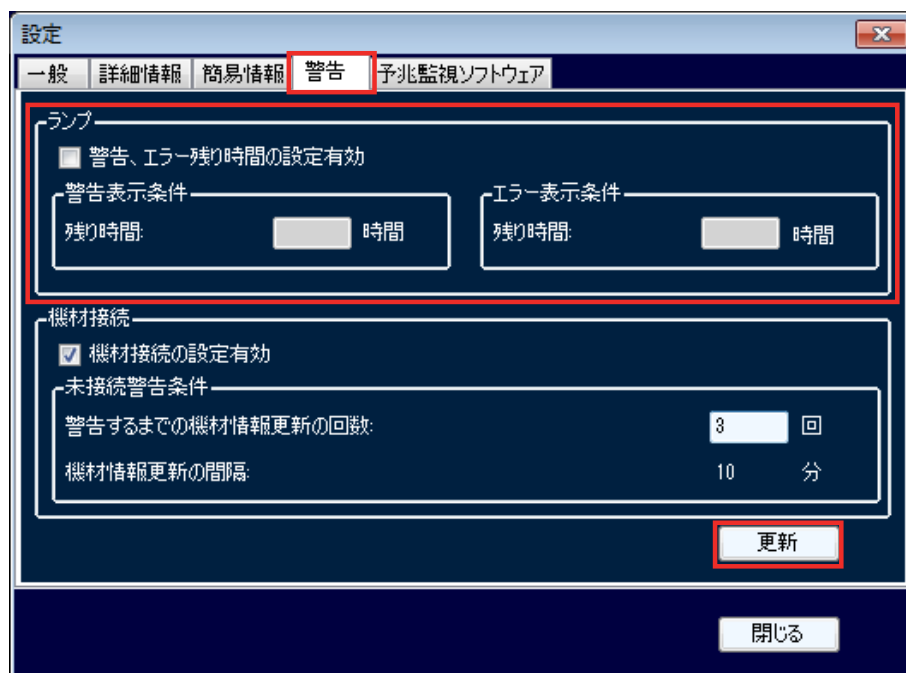 設定
一般 詳細情報 簡易情報 警告 予兆監視ソフトウェア
ランプ
警告、エラー残り時間の設定有効
警告表示条件 エラー表示条件
残り時間: 時間 残り時間: 時間
機材接続
機材接続の設定有効
未接続警告条件
警告するまでの機材情報更新の回数: 3 回
機材情報更新の間隔: 10 分
更新
閉じる